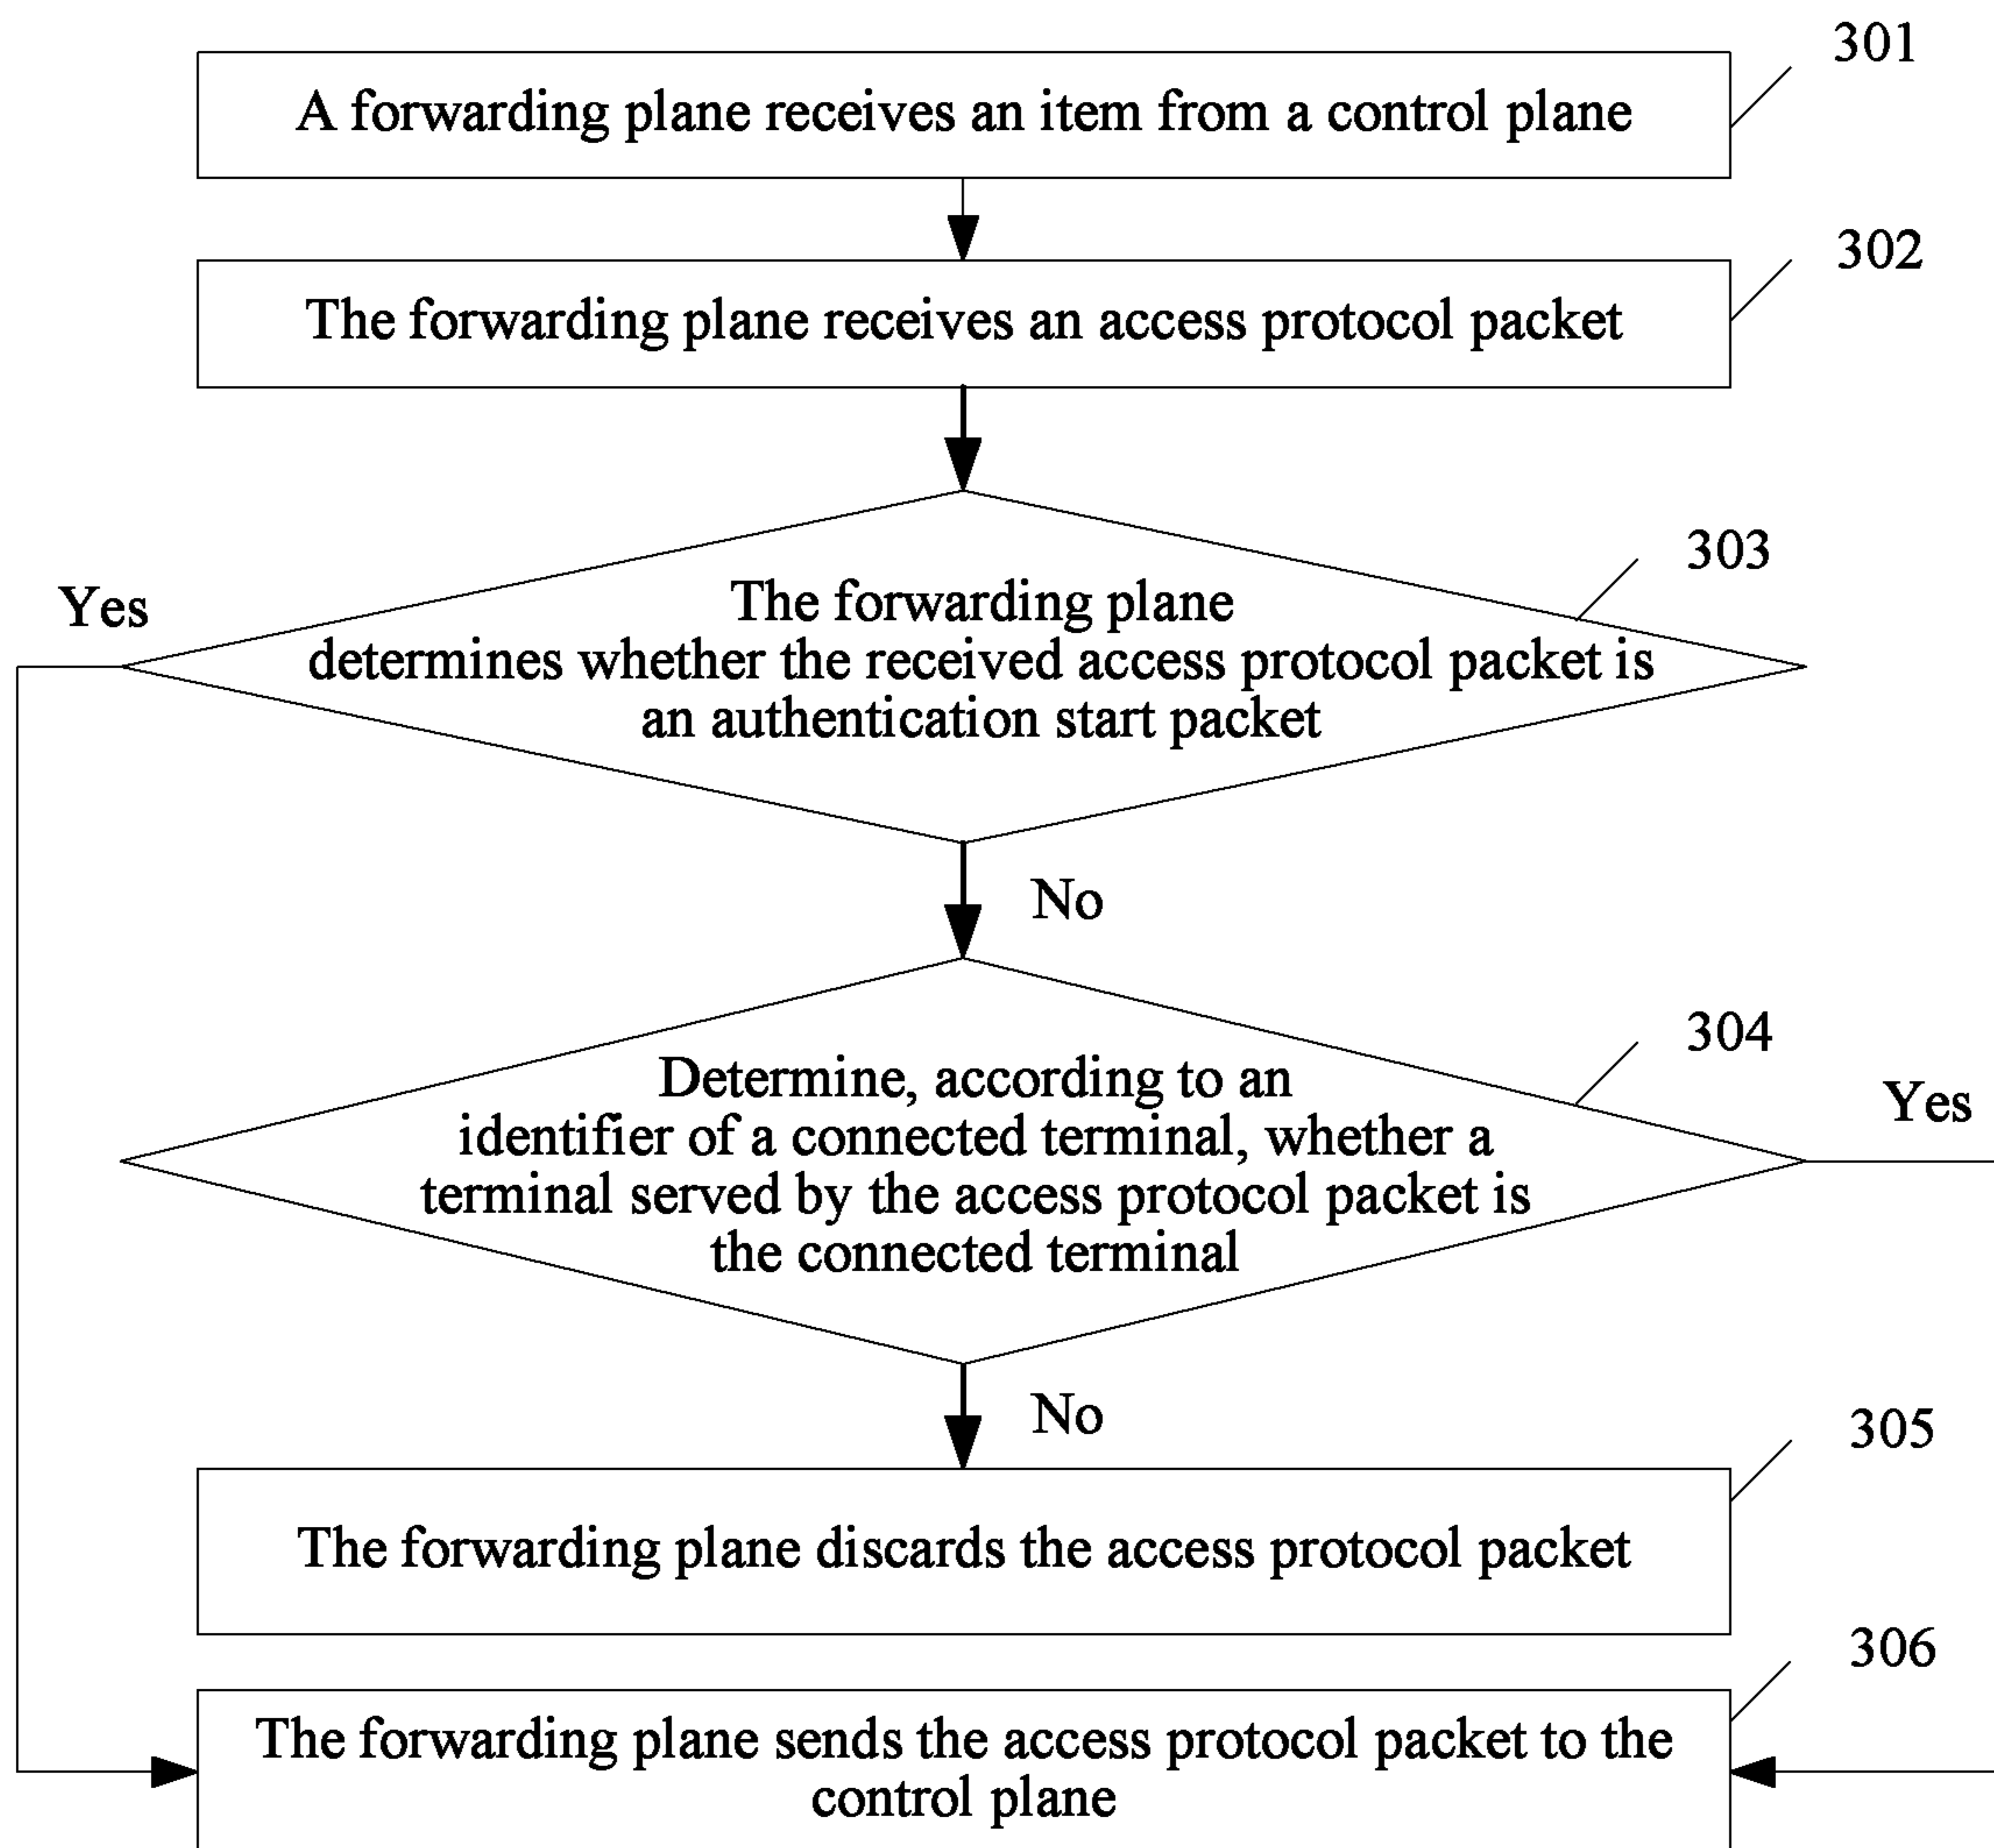 301
A forwarding plane receives an item from a control plane
302
The forwarding plane receives an access protocol packet
303
Yes
The forwarding plane
determines whether the received access protocol packet is
an authentication start packet
No
304
Determine, according to an
identifier of a connected terminal, whether a
terminal served by the access protocol packet is
the connected terminal
Yes
No
305
The forwarding plane discards the access protocol packet
306
The forwarding plane sends the access protocol packet to the
control plane